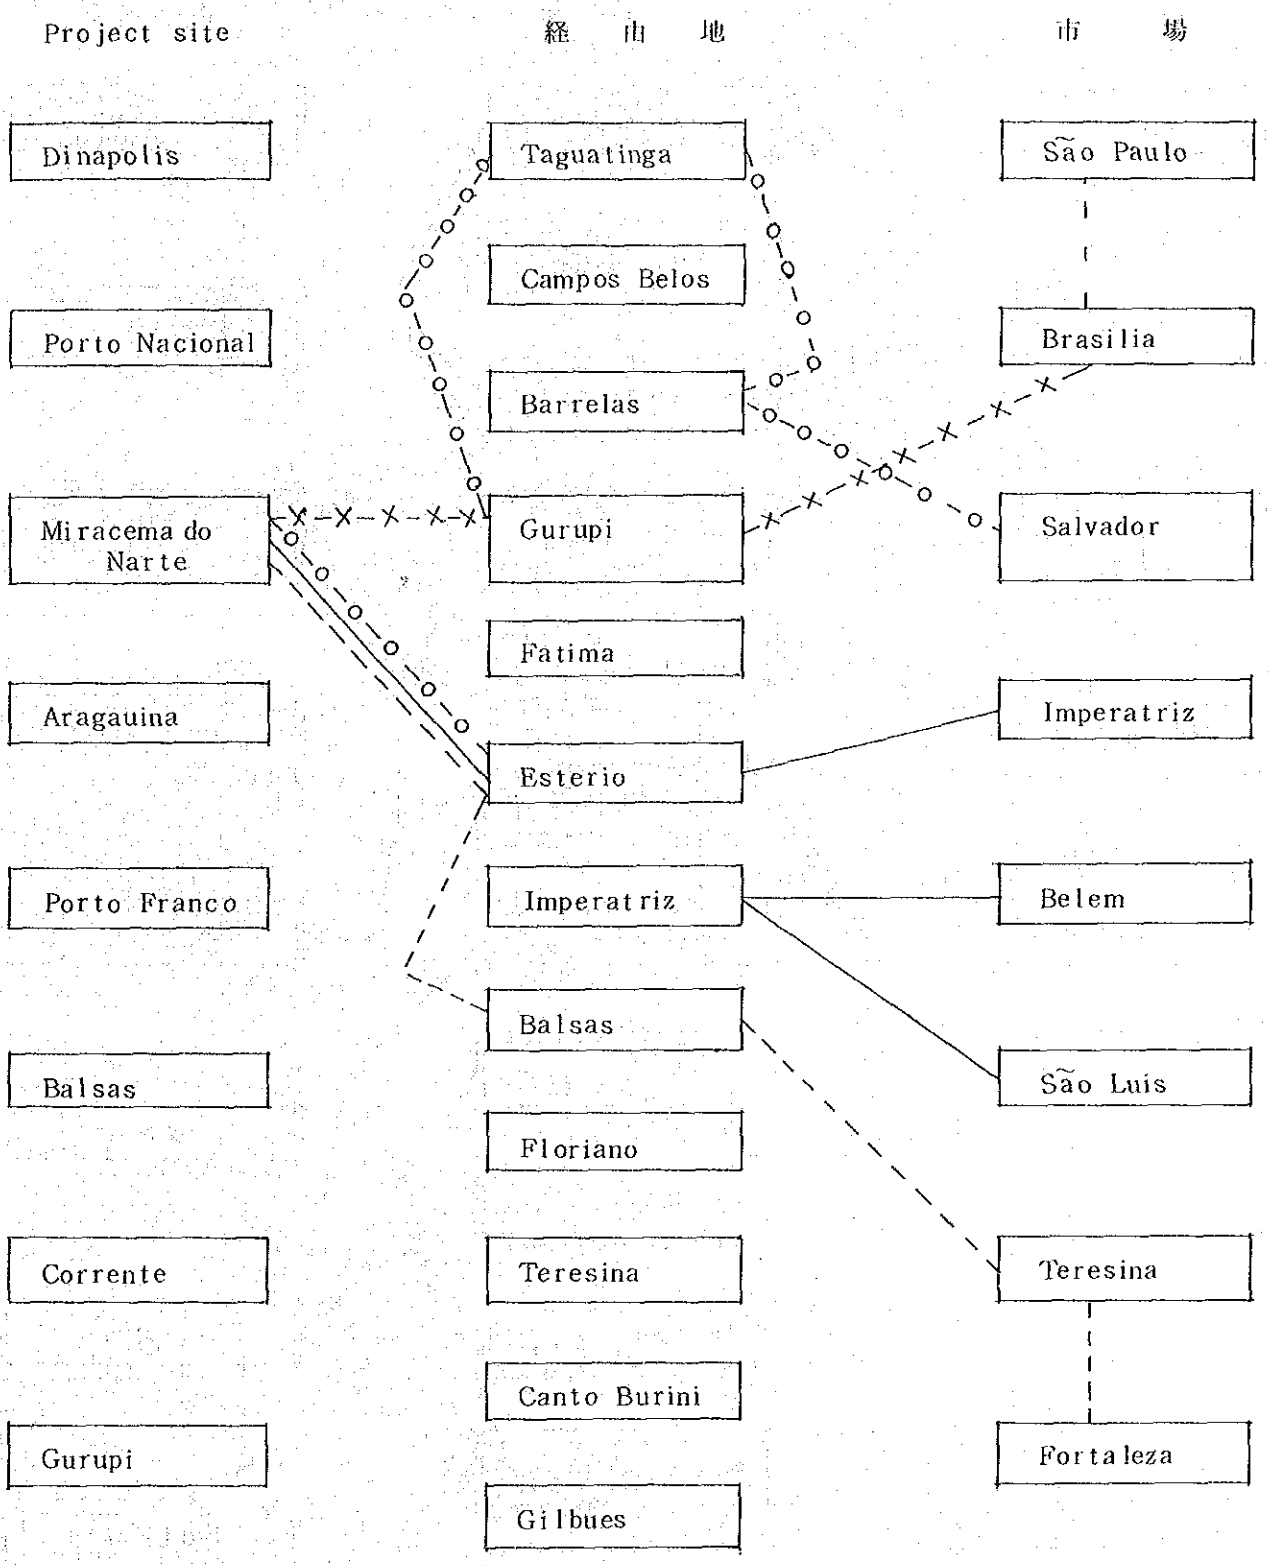 Project site
経由地
市場
Dinapolis
Porto Nacional
Miracema do
Narte
Aragauina
Porto Franco
Balsas
Corrente
Gurupi
Taguatinga
Campos Belos
Barrelas
Gurupi
Fatima
Esterio
Imperatriz
Balsas
Floriano
Teresina
Canto Burini
Gilbues
São Paulo
Brasilia
Salvador
Imperatriz
Belem
São Luis
Teresina
Fortaleza